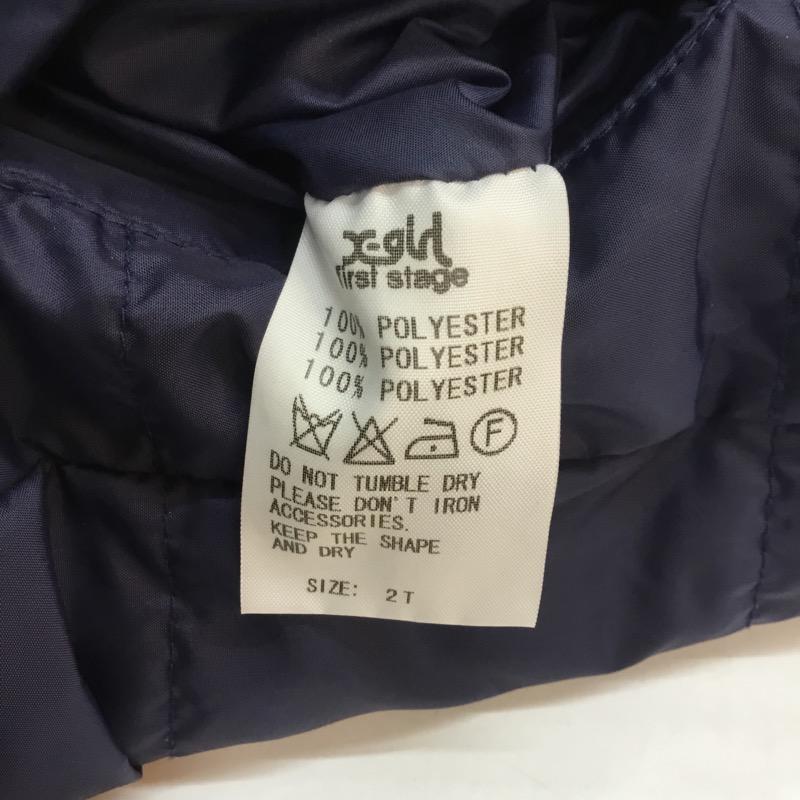 x-girl
first stage
100% POLYESTER
100% POLYESTER
100% POLYESTER
F
DO NOT TUMBLE DRY
PLEASE DON'T IRON
ACCESSORIES.
KEEP THE SHAPE
AND DRY
SIZE: 2T